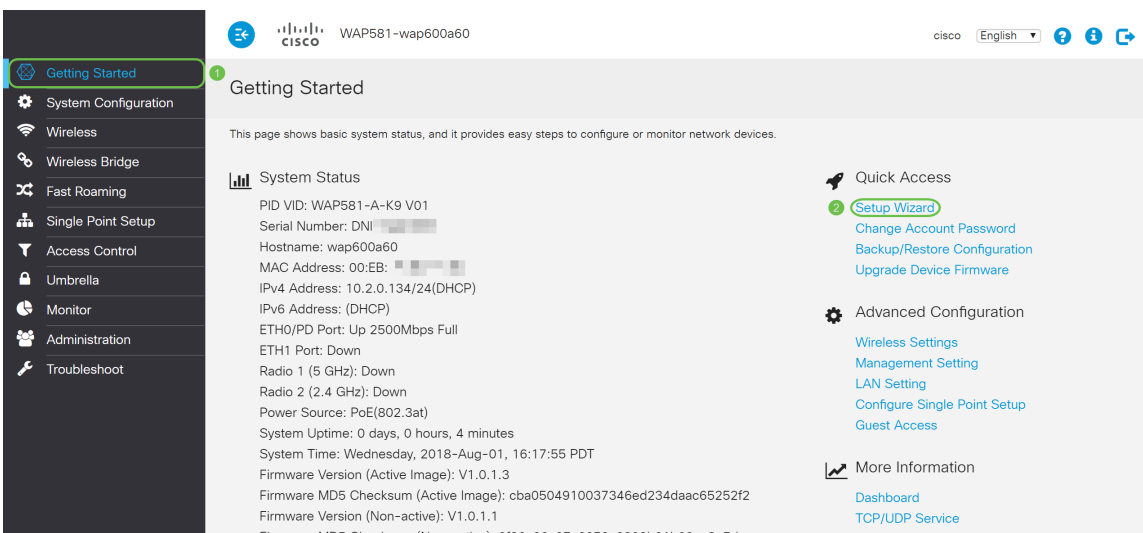 cisco
WAP581-wap600a60
cisco English
Getting Started
System Configuration
Wireless
Wireless Bridge
Fast Roaming
Single Point Setup
Access Control
Umbrella
Monitor
Administration
Troubleshoot
1
Getting Started
This page shows basic system status, and it provides easy steps to configure or monitor network devices.
System Status
PID VID: WAP581-A-K9 V01
Serial Number: DNI
Hostname: wap600a60
MAC Address: 00:EB:
IPv4 Address: 10.2.0.134/24(DHCP)
IPv6 Address: (DHCP)
ETH0/PD Port: Up 2500Mbps Full
ETH1 Port: Down
Radio 1 (5 GHz): Down
Radio 2 (2.4 GHz): Down
Power Source: PoE(802.3at)
System Uptime: 0 days, 0 hours, 4 minutes
System Time: Wednesday, 2018-Aug-01, 16:17:55 PDT
Firmware Version (Active Image): V1.0.1.3
Firmware MD5 Checksum (Active Image): cba0504910037346ed234daac65252f2
Firmware Version (Non-active): V1.0.1.1
Quick Access
2 Setup Wizard
Change Account Password
Backup/Restore Configuration
Upgrade Device Firmware
Advanced Configuration
Wireless Settings
Management Setting
LAN Setting
Configure Single Point Setup
Guest Access
More Information
Dashboard
TCP/UDP Service